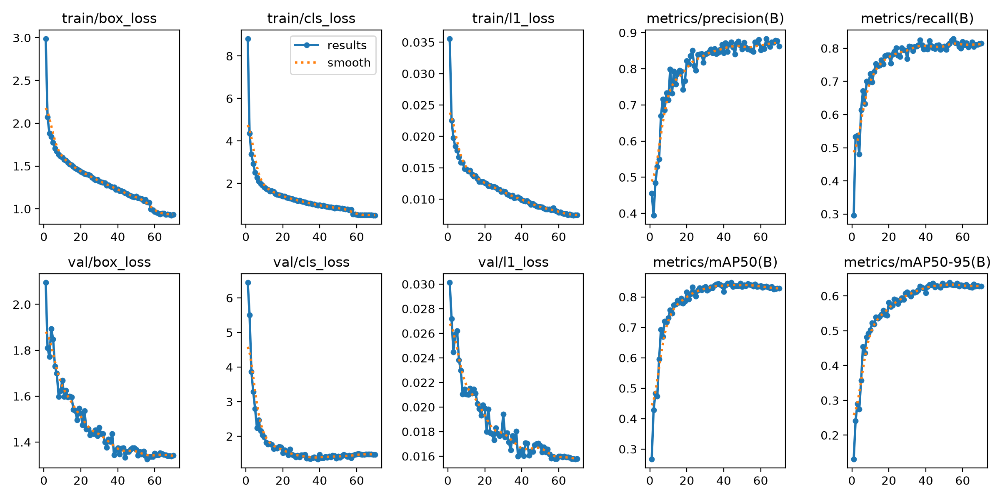 train/box_loss
train/cls_loss
train/l1_loss
metrics/precision(B)
metrics/recall(B)
3.0
2.5
2.0
1.5
1.0
0 20 40 60
results
smooth
8
6
4
2
0 20 40 60
0.035
0.030
0.025
0.020
0.015
0.010
0 20 40 60
0.9
0.8
0.7
0.6
0.5
0.4
0 20 40 60
0.8
0.7
0.6
0.5
0.4
0.3
0 20 40 60
val/box_loss
val/cls_loss
val/l1_loss
metrics/mAP50(B)
metrics/mAP50-95(B)
2.0
1.8
1.6
1.4
0 20 40 60
6
5
4
3
2
0 20 40 60
0.030
0.028
0.026
0.024
0.022
0.020
0.018
0.016
0 20 40 60
0.8
0.7
0.6
0.5
0.4
0.3
0 20 40 60
0.6
0.5
0.4
0.3
0.2
0 20 40 60